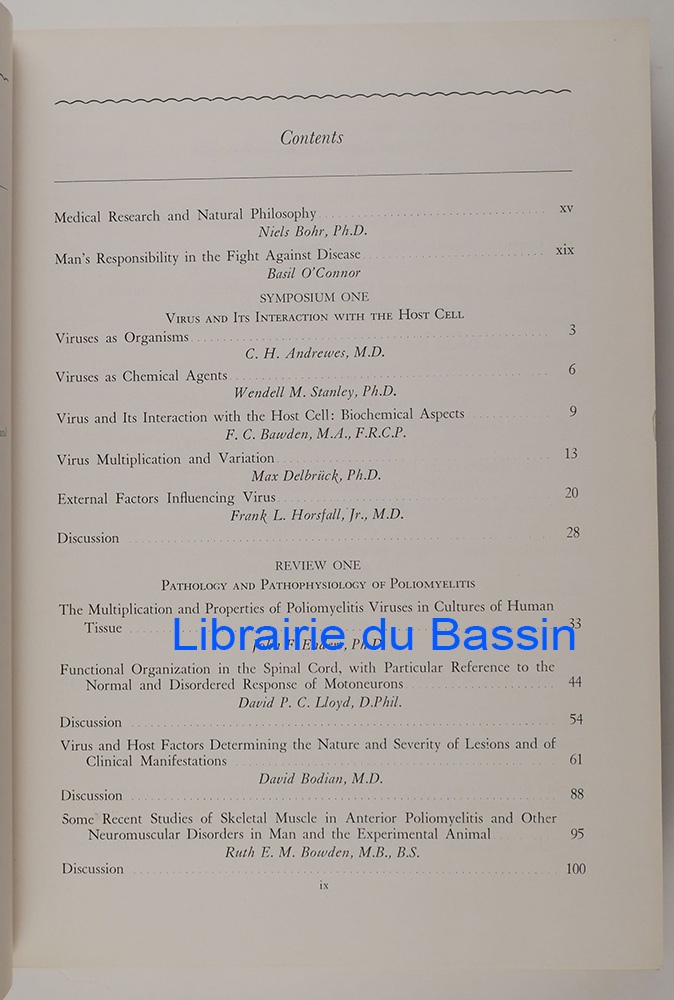 Contents
Medical Research and Natural Philosophy xv
Niels Bohr, Ph.D.
Man's Responsibility in the Fight Against Disease xix
Basil O'Connor
SYMPOSIUM ONE
VIRUS AND ITS INTERACTION WITH THE HOST CELL
Viruses as Organisms 3
C. H. Andrewes, M.D.
Viruses as Chemical Agents 6
Wendell M. Stanley, Ph.D.
Virus and Its Interaction with the Host Cell: Biochemical Aspects 9
F. C. Bawden, M.A., F.R.C.P.
Virus Multiplication and Variation 13
Max Delbrück, Ph.D.
External Factors Influencing Virus 20
Frank L. Horsfall, Jr., M.D.
Discussion 28
REVIEW ONE
PATHOLOGY AND PATHOPHYSIOLOGY OF POLIOMYELITIS
The Multiplication and Properties of Poliomyelitis Viruses in Cultures of Human
Tissue 33
Librairie du Bassin
John F. Enders, Ph.D.
Functional Organization in the Spinal Cord, with Particular Reference to the
Normal and Disordered Response of Motoneurons 44
David P. C. Lloyd, D.Phil.
Discussion 54
Virus and Host Factors Determining the Nature and Severity of Lesions and of
Clinical Manifestations 61
David Bodian, M.D.
Discussion 88
Some Recent Studies of Skeletal Muscle in Anterior Poliomyelitis and Other
Neuromuscular Disorders in Man and the Experimental Animal 95
Ruth E. M. Bowden, M.B., B.S.
Discussion 100
ix